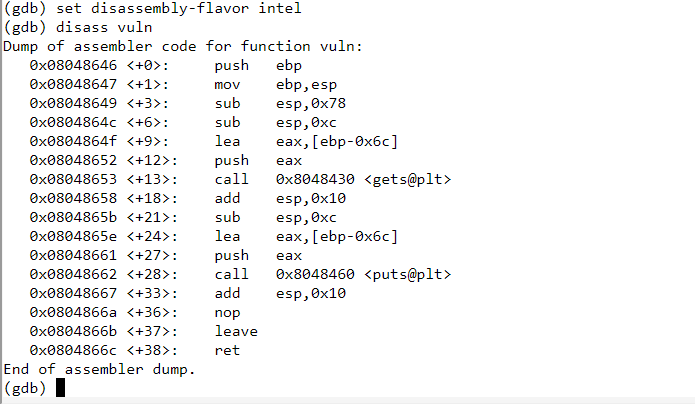 (gdb) set disassembly-flavor intel
(gdb) disass vuln
Dump of assembler code for function vuln:
   0x08048646 <+0>:     push   ebp
   0x08048647 <+1>:     mov    ebp,esp
   0x08048649 <+3>:     sub    esp,0x78
   0x0804864c <+6>:     sub    esp,0xc
   0x0804864f <+9>:     lea    eax,[ebp-0x6c]
   0x08048652 <+12>:    push   eax
   0x08048653 <+13>:    call   0x8048430 <gets@plt>
   0x08048658 <+18>:    add    esp,0x10
   0x0804865b <+21>:    sub    esp,0xc
   0x0804865e <+24>:    lea    eax,[ebp-0x6c]
   0x08048661 <+27>:    push   eax
   0x08048662 <+28>:    call   0x8048460 <puts@plt>
   0x08048667 <+33>:    add    esp,0x10
   0x0804866a <+36>:    nop
   0x0804866b <+37>:    leave
   0x0804866c <+38>:    ret
End of assembler dump.
(gdb)